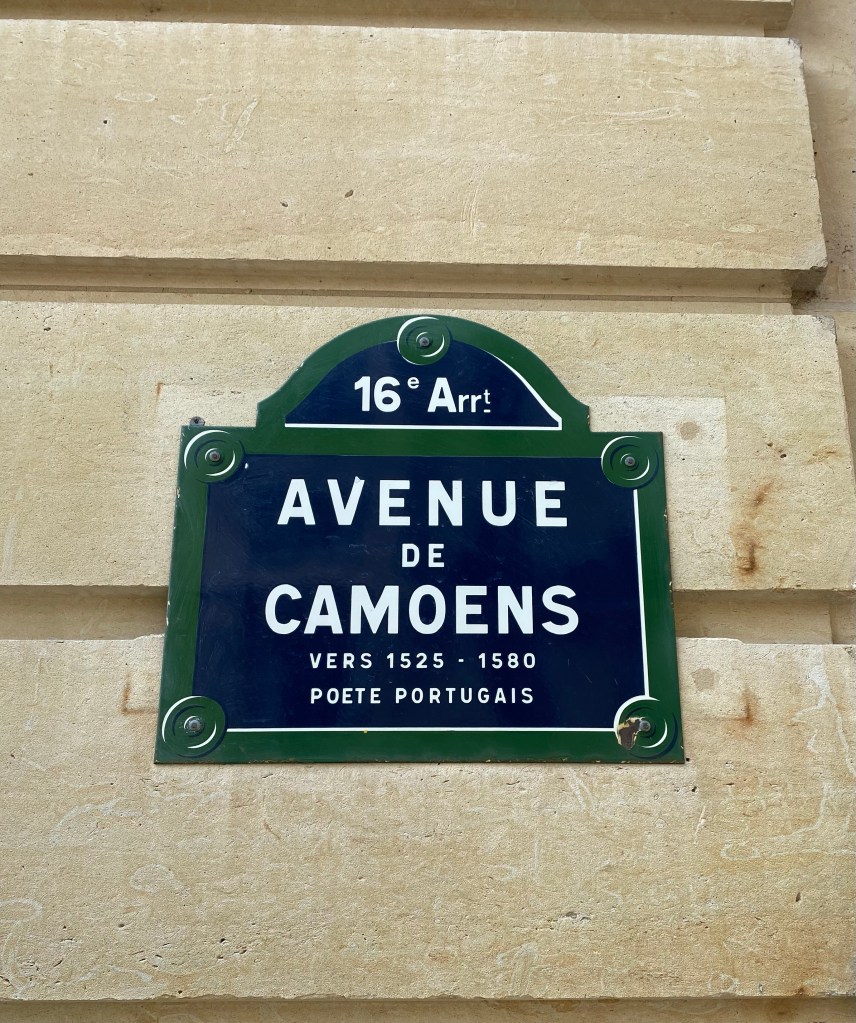 16e Arrt
AVENUE
DE
CAMOENS
VERS 1525 - 1580
POETE PORTUGAIS